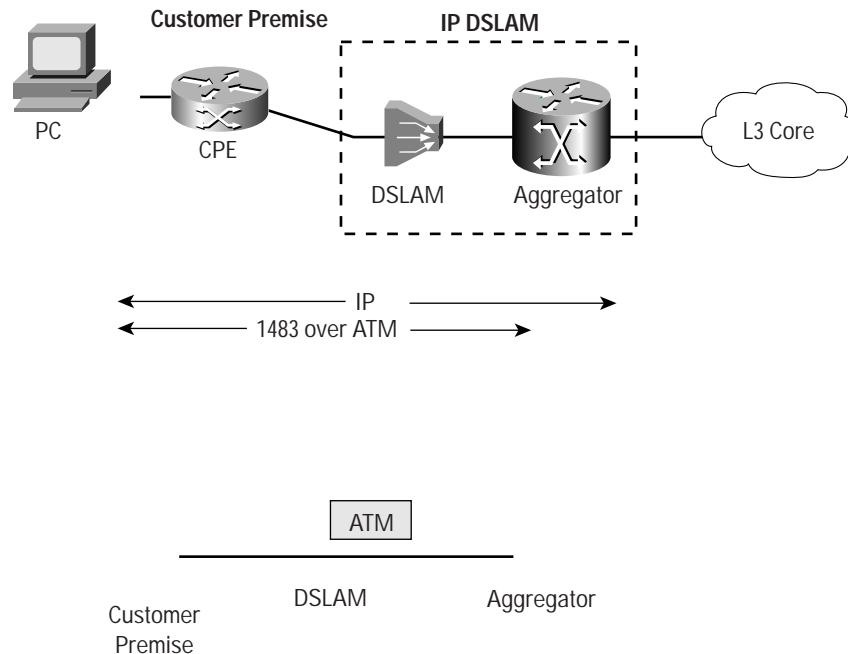 Customer Premise
IP DSLAM
PC
CPE
DSLAM
Aggregator
L3 Core
IP
1483 over ATM
ATM
Customer
Premise
DSLAM
Aggregator